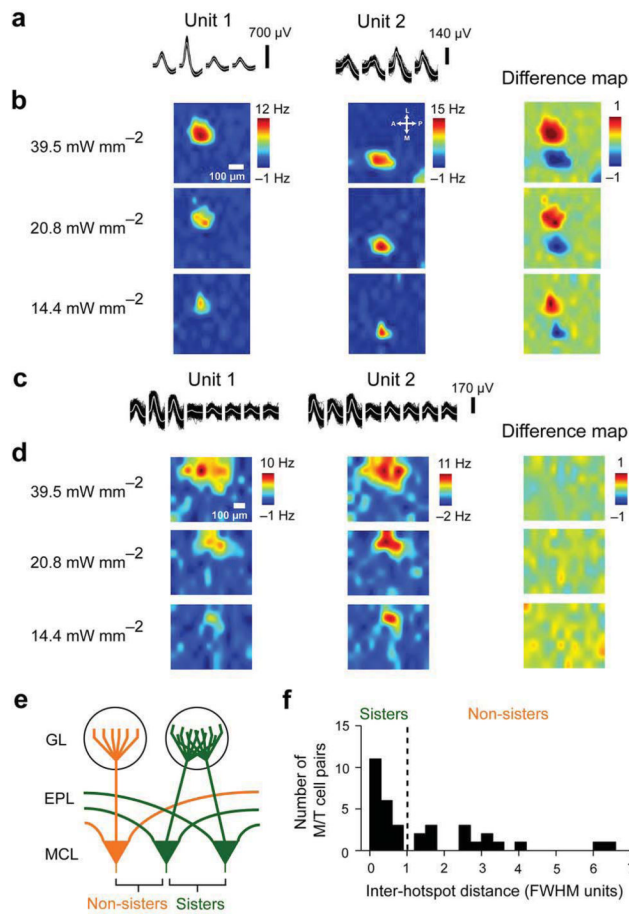 a
Unit 1
700 μV
Unit 2
140 μV
Difference map
b
39.5 mW mm−2
12 Hz
−1 Hz
100 μm
L
A P
M
15 Hz
−1 Hz
1
−1
20.8 mW mm−2
14.4 mW mm−2
c
Unit 1
Unit 2
170 μV
Difference map
d
39.5 mW mm−2
10 Hz
−1 Hz
100 μm
11 Hz
−2 Hz
1
−1
20.8 mW mm−2
14.4 mW mm−2
e
GL
EPL
MCL
Non-sisters
Sisters
f
Sisters
Non-sisters
Number of
M/T cell pairs
15
10
5
0
0 1 2 3 4 5 6 7
Inter-hotspot distance (FWHM units)